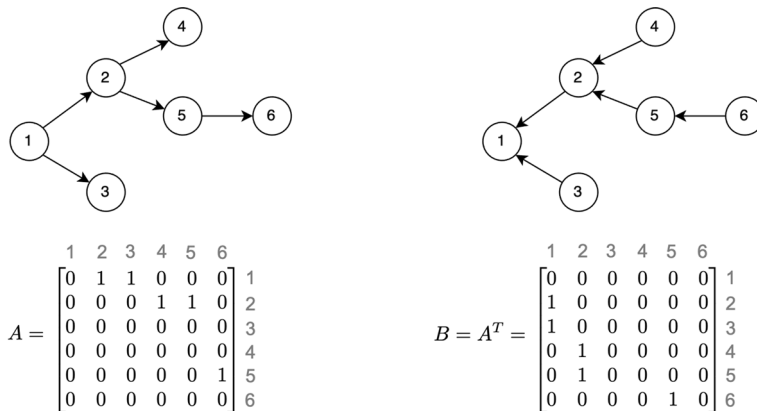 4
2
5
6
1
3
4
2
5
6
1
3
1 2 3 4 5 6
A = [0 1 1 0 0 0] 1
0 0 0 1 1 0 2
0 0 0 0 0 0 3
0 0 0 0 0 0 4
0 0 0 0 0 1 5
0 0 0 0 0 0 6
1 2 3 4 5 6
B = A^T = [0 0 0 0 0 0] 1
1 0 0 0 0 0 2
1 0 0 0 0 0 3
0 1 0 0 0 0 4
0 1 0 0 0 0 5
0 0 0 0 1 0 6